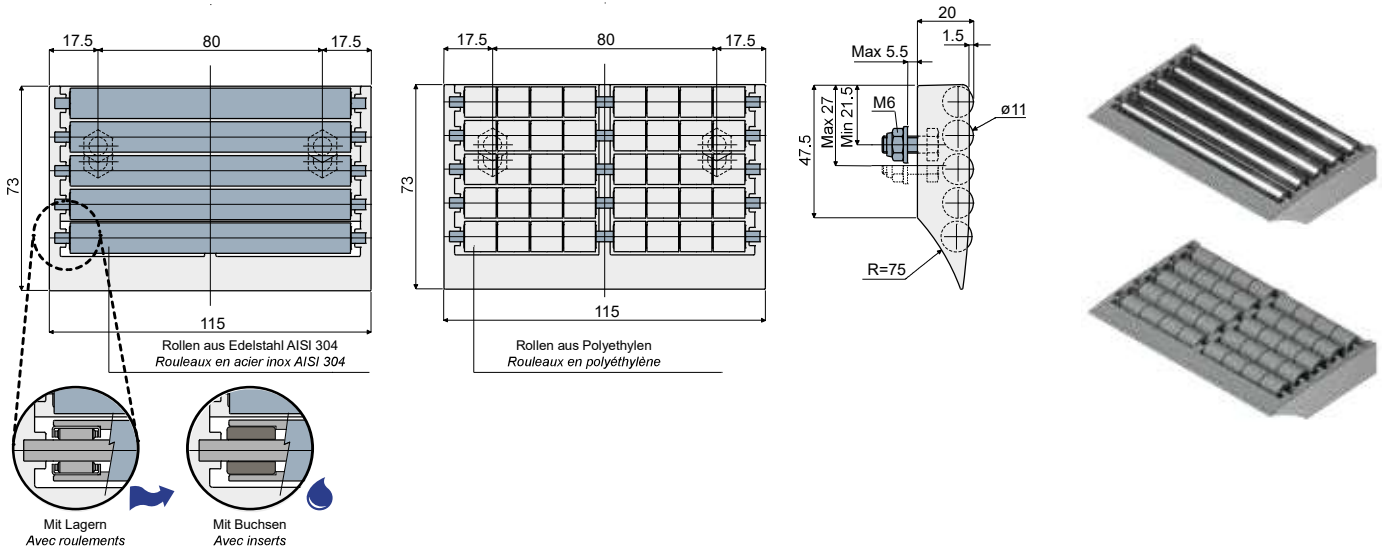 17.5
80
17.5
73
115
Rollen aus Edelstahl AISI 304
Rouleaux en acier inox AISI 304
17.5
80
17.5
73
115
Rollen aus Polyethylen
Rouleaux en polyéthylène
20
1.5
Max 5.5
M6
ø11
47.5
Max 27
Min 21.5
R=75
Mit Lagern
Avec roulements
Mit Buchsen
Avec inserts